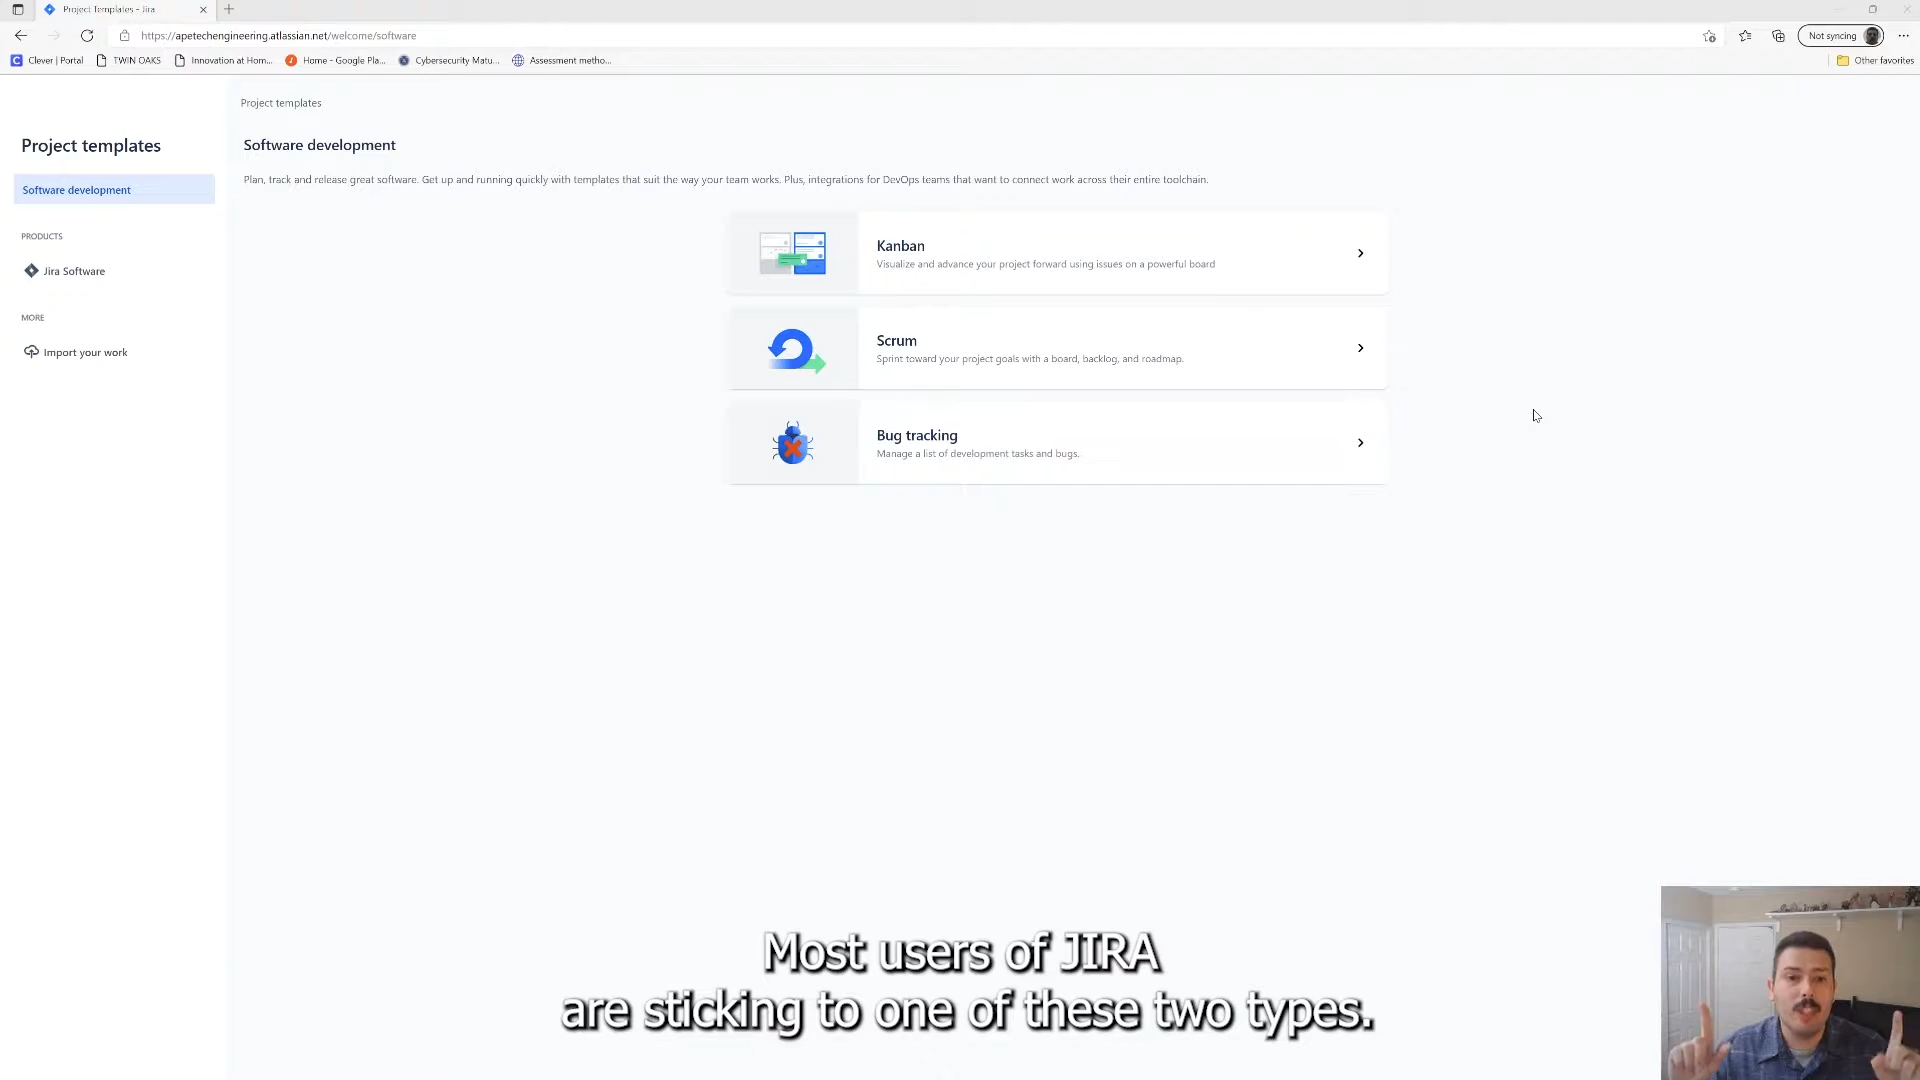 Project Templates - Jira
https://apetechengineering.atlassian.net/welcome/software
Not syncing
Clever | Portal
TWIN OAKS
Innovation at Hom...
Home - Google Pla...
Cybersecurity Matu...
Assessment metho...
Other favorites
Project templates
Project templates
Software development
Software development
Plan, track and release great software. Get up and running quickly with templates that suit the way your team works. Plus, integrations for DevOps teams that want to connect work across their entire toolchain.
PRODUCTS
Jira Software
MORE
Import your work
Kanban
Visualize and advance your project forward using issues on a powerful board
Scrum
Sprint toward your project goals with a board, backlog, and roadmap.
Bug tracking
Manage a list of development tasks and bugs.
Most users of JIRA
are sticking to one of these two types.